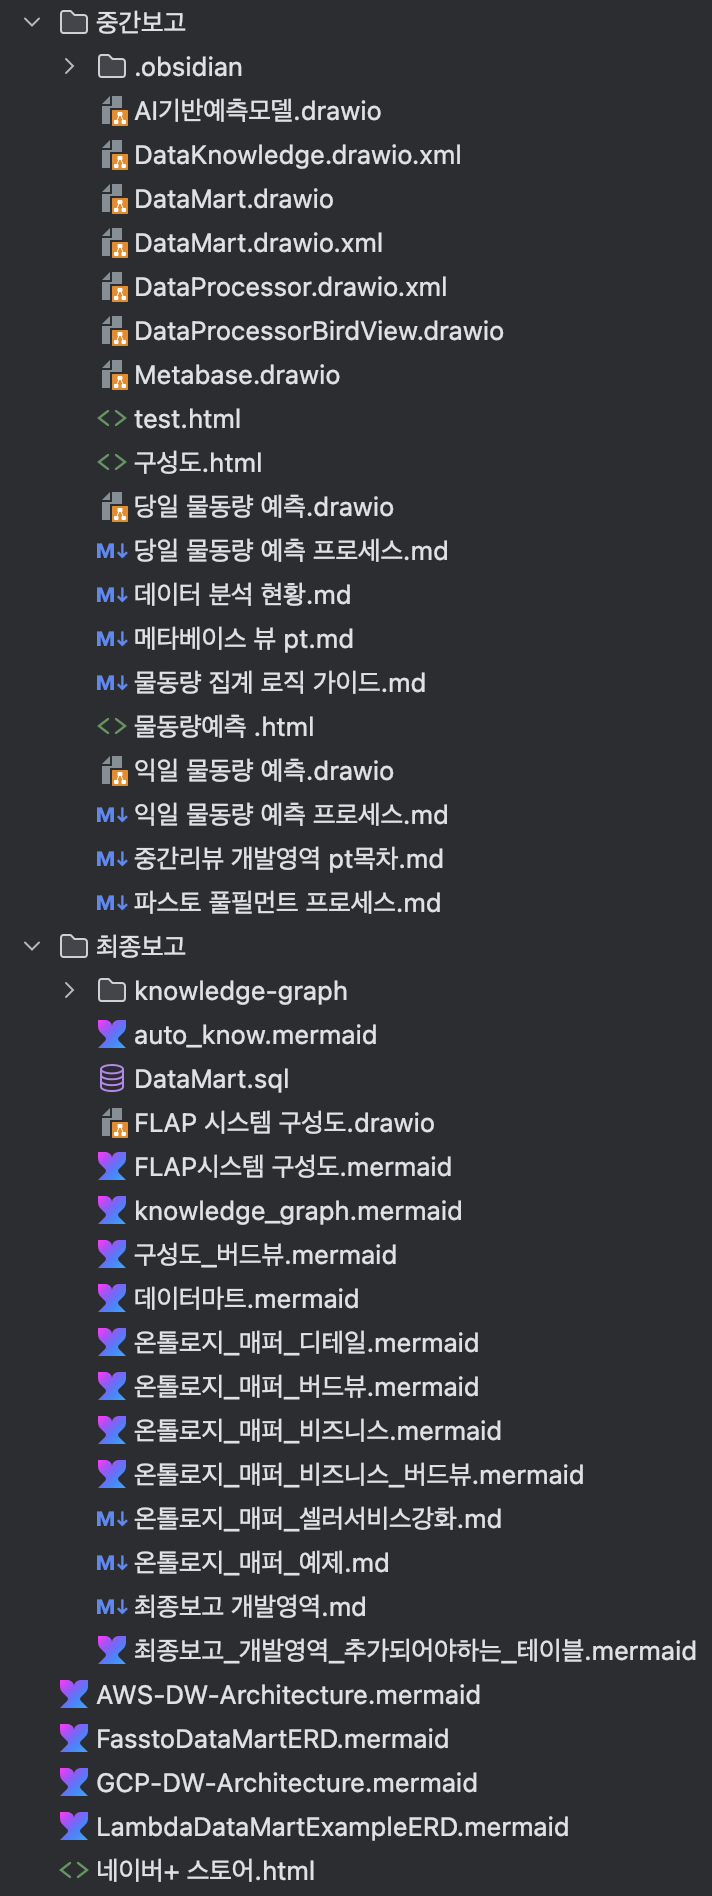 중간보고
.obsidian
AI기반예측모델.drawio
DataKnowledge.drawio.xml
DataMart.drawio
DataMart.drawio.xml
DataProcessor.drawio.xml
DataProcessorBirdView.drawio
Metabase.drawio
<> test.html
<> 구성도.html
당일 물동량 예측.drawio
M↓ 당일 물동량 예측 프로세스.md
M↓ 데이터 분석 현황.md
M↓ 메타베이스 뷰 pt.md
M↓ 물동량 집계 로직 가이드.md
<> 물동량예측 .html
익일 물동량 예측.drawio
M↓ 익일 물동량 예측 프로세스.md
M↓ 중간리뷰 개발영역 pt목차.md
M↓ 파스토 풀필먼트 프로세스.md
최종보고
knowledge-graph
auto_know.mermaid
DataMart.sql
FLAP 시스템 구성도.drawio
FLAP시스템 구성도.mermaid
knowledge_graph.mermaid
구성도_버드뷰.mermaid
데이터마트.mermaid
온톨로지_매퍼_디테일.mermaid
온톨로지_매퍼_버드뷰.mermaid
온톨로지_매퍼_비즈니스.mermaid
온톨로지_매퍼_비즈니스_버드뷰.mermaid
M↓ 온톨로지_매퍼_셀러서비스강화.md
M↓ 온톨로지_매퍼_예제.md
M↓ 최종보고 개발영역.md
최종보고_개발영역_추가되어야하는_테이블.mermaid
AWS-DW-Architecture.mermaid
FasstoDataMartERD.mermaid
GCP-DW-Architecture.mermaid
LambdaDataMartExampleERD.mermaid
<> 네이버+ 스토어.html